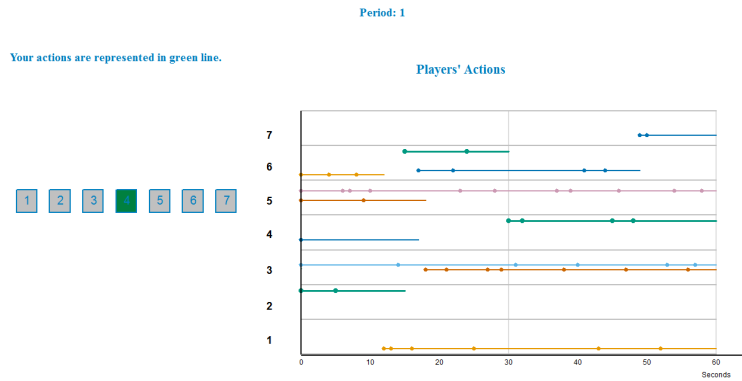 Period: 1
Your actions are represented in green line.
Players' Actions
1 2 3 4 5 6 7
7
6
5
4
3
2
1
0 10 20 30 40 50 60
Seconds